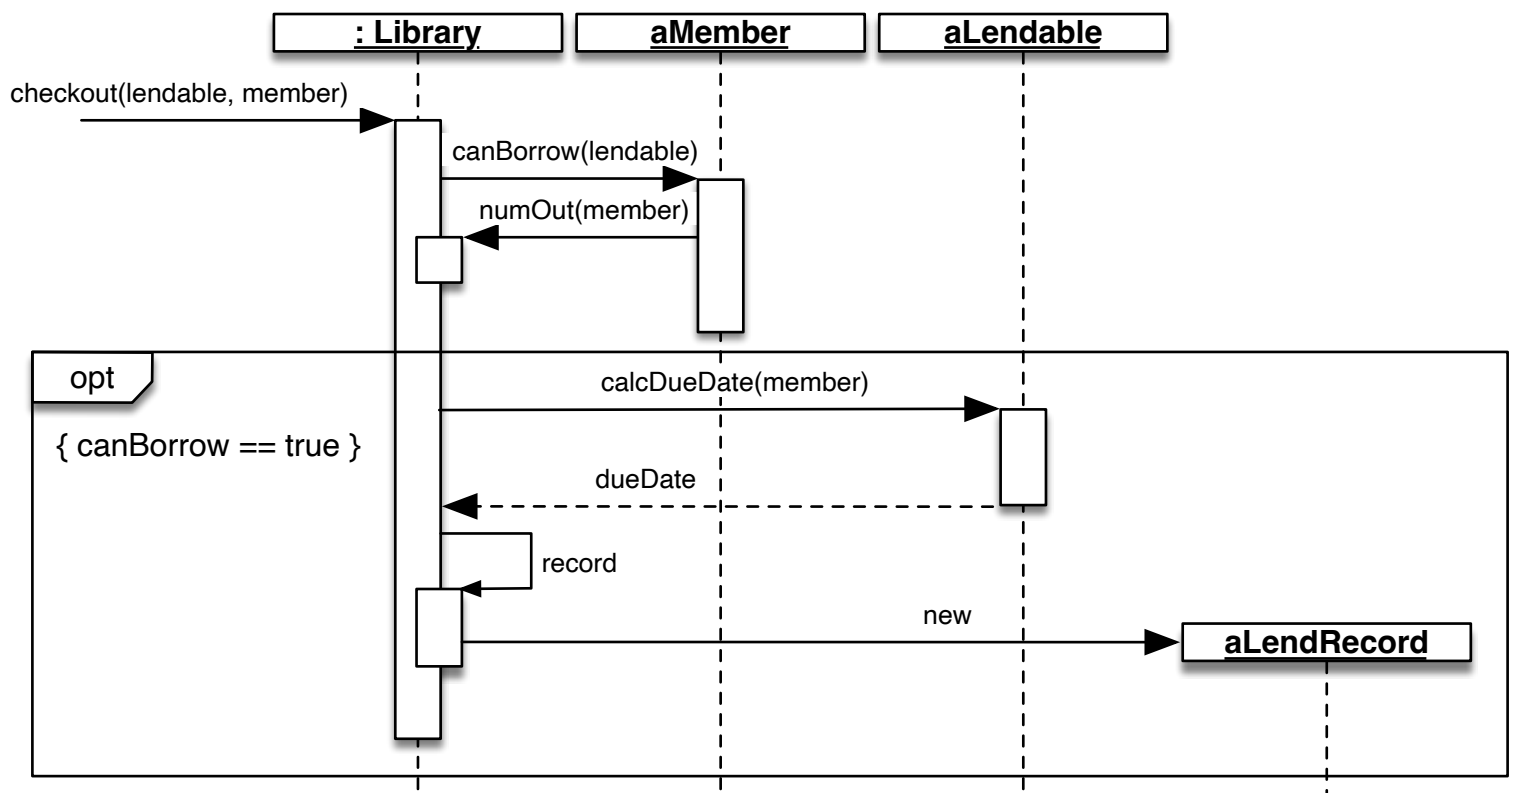 : Library
aMember
aLendable
checkout(lendable, member)
canBorrow(lendable)
numOut(member)
opt
calcDueDate(member)
{ canBorrow == true }
dueDate
record
new
aLendRecord